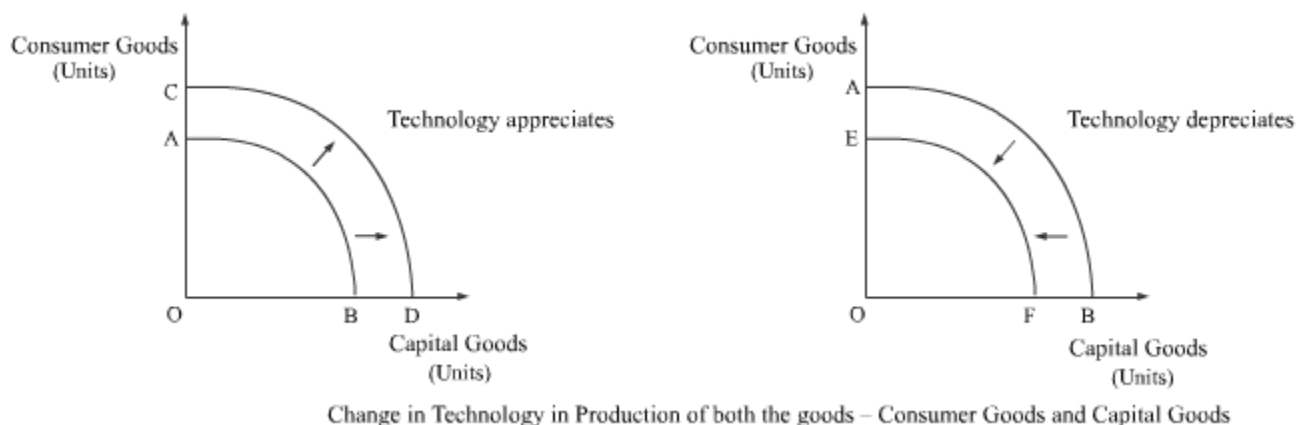 Consumer Goods
(Units)
C
A
Technology appreciates
O
B
D
Capital Goods
(Units)
Consumer Goods
(Units)
A
E
Technology depreciates
O
F
B
Capital Goods
(Units)
Change in Technology in Production of both the goods – Consumer Goods and Capital Goods